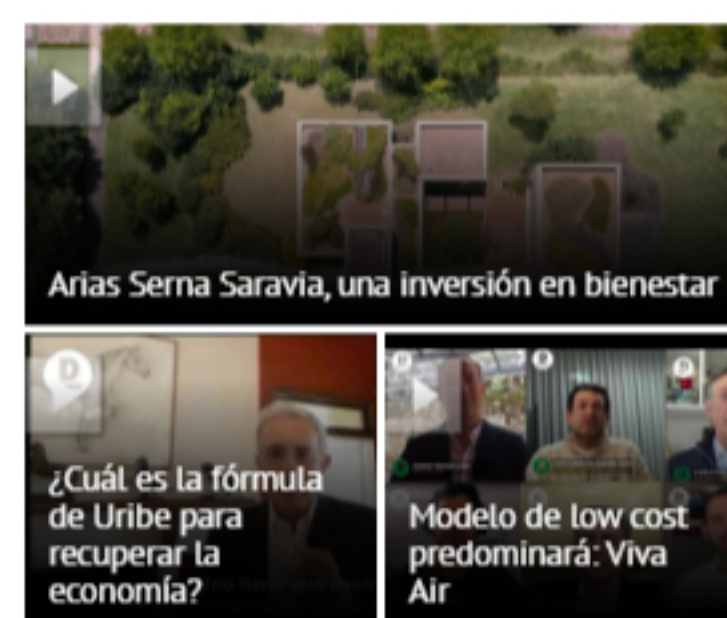 Arias Serna Saravia, una inversión en bienestar
D
¿Cuál es la fórmula
de Uribe para
recuperar la
economía?
D
D
D
Modelo de low cost
predominará: Viva
Air